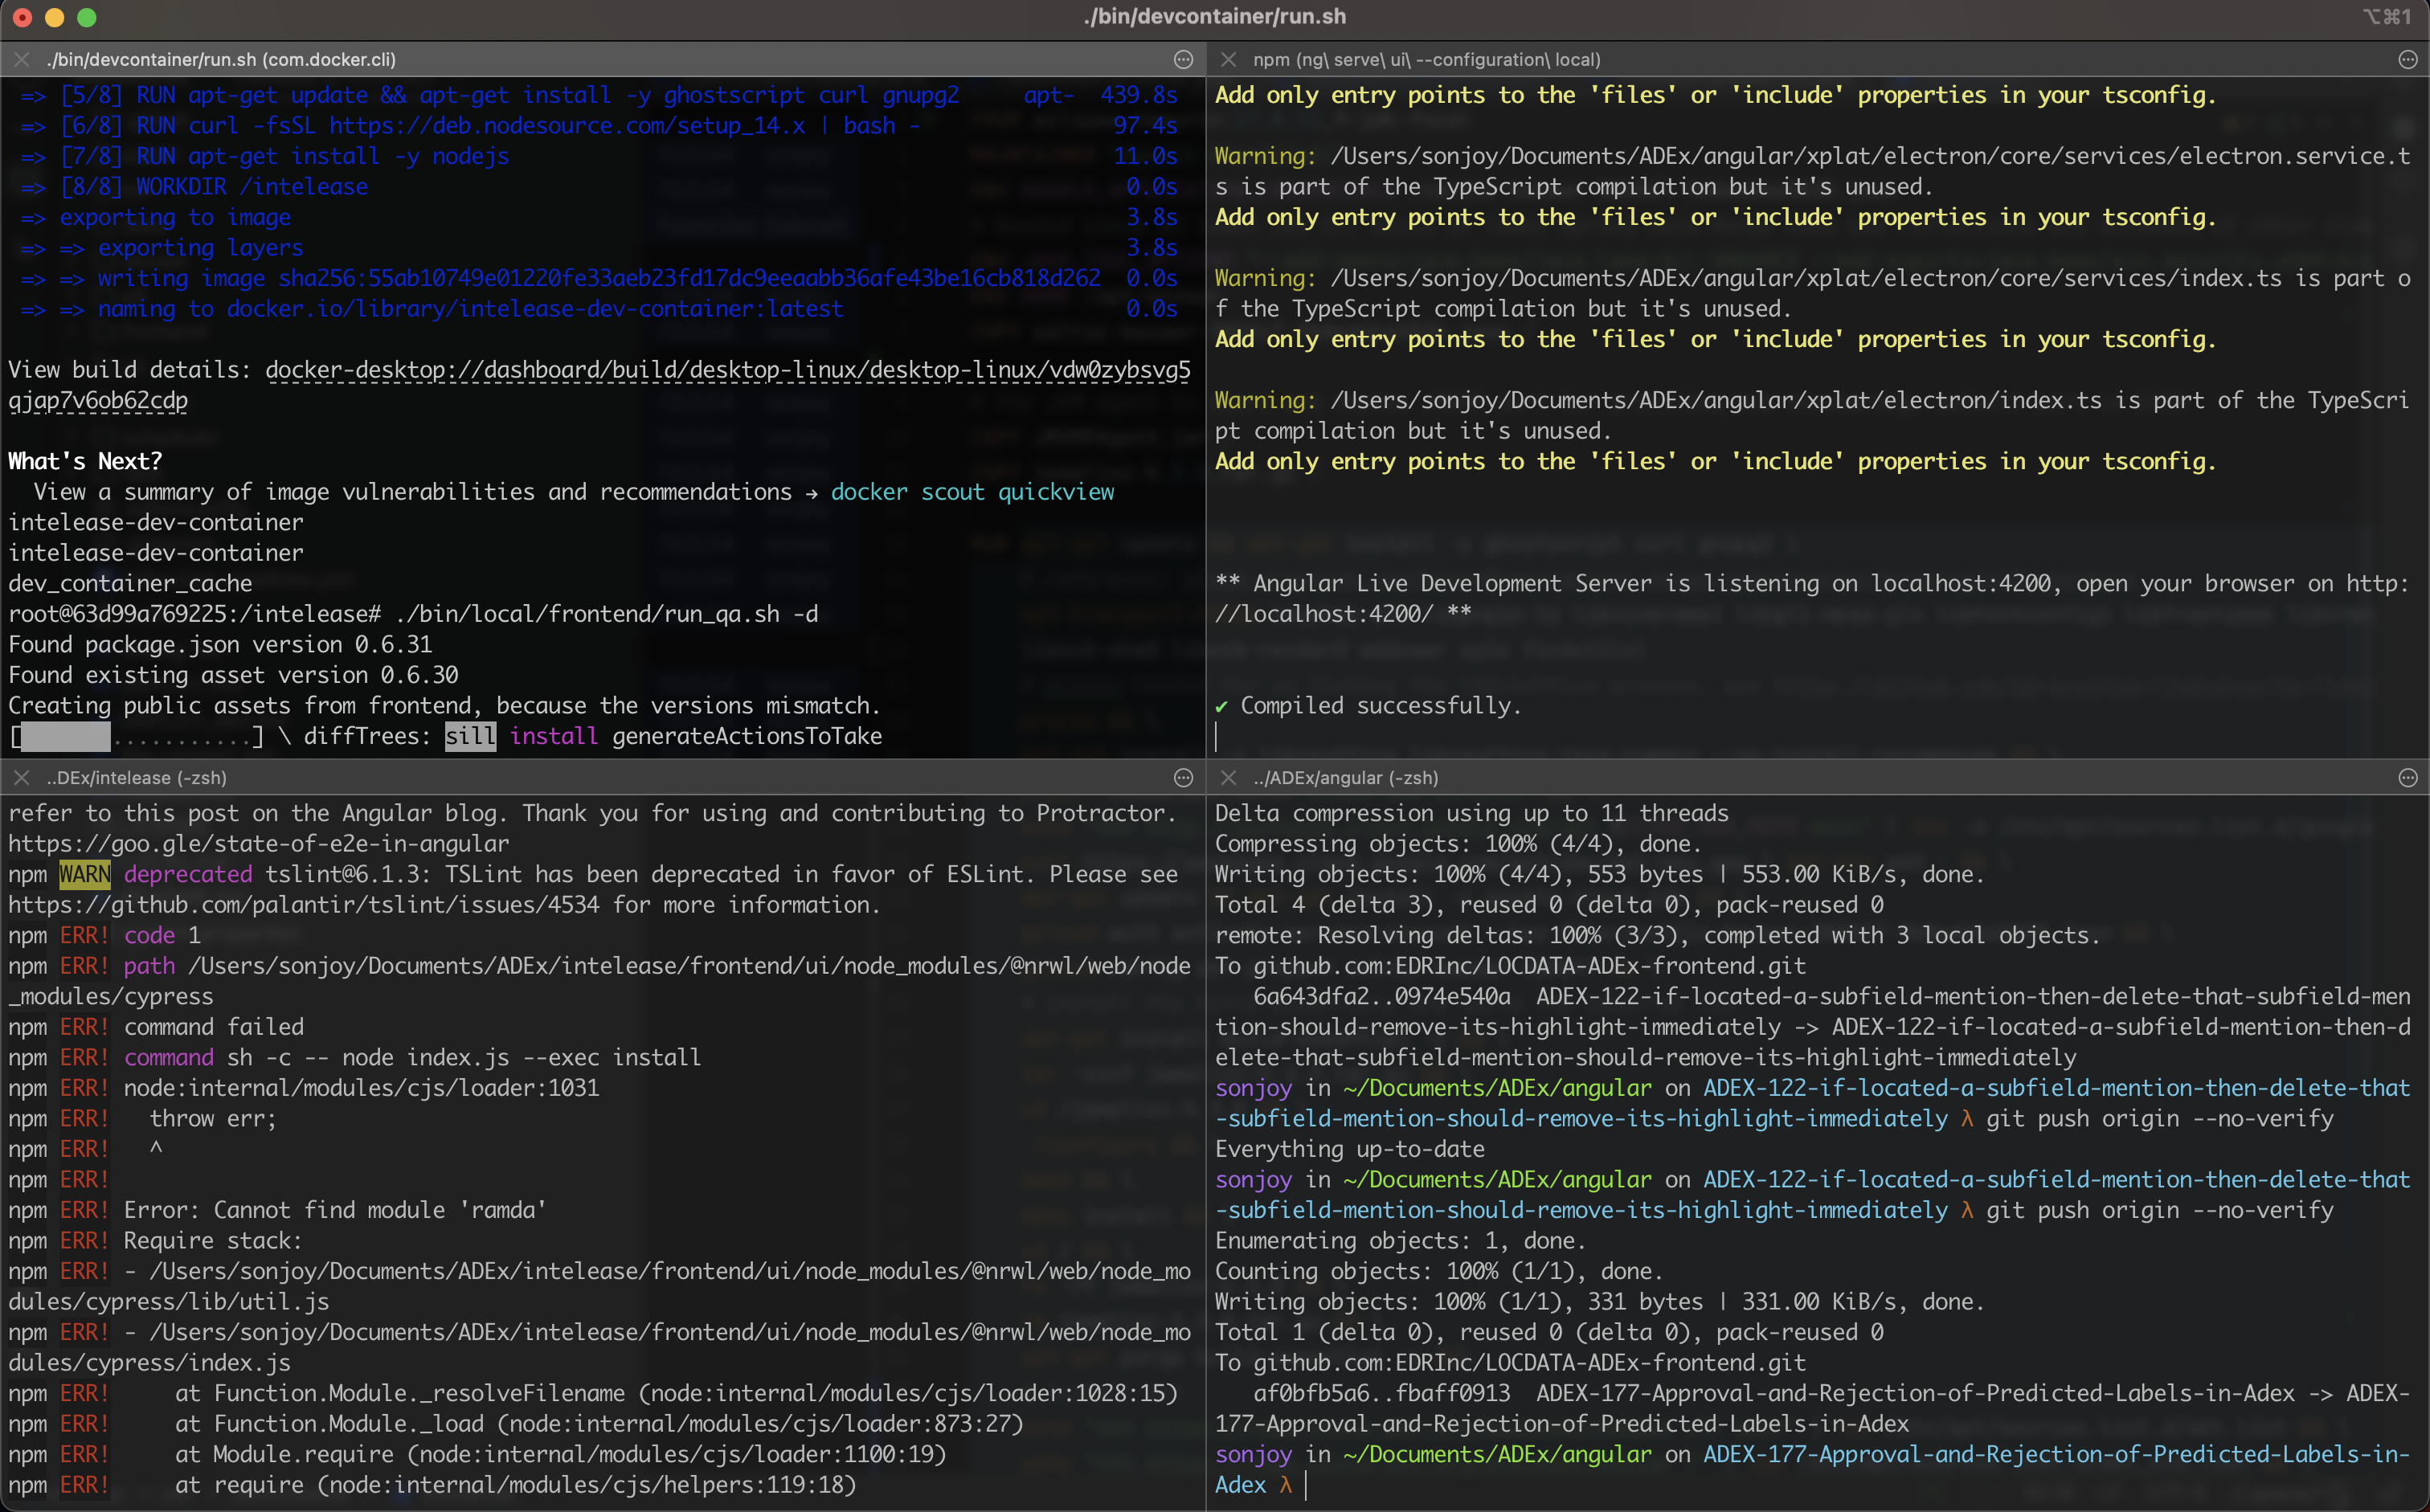 ./bin/devcontainer/run.sh
⌥⌘1
./bin/devcontainer/run.sh (com.docker.cli)
=> [5/8] RUN apt-get update && apt-get install -y ghostscript curl gnupg2     apt-  439.8s
=> [6/8] RUN curl -fsSL https://deb.nodesource.com/setup_14.x | bash -  97.4s
=> [7/8] RUN apt-get install -y nodejs  11.0s
=> [8/8] WORKDIR /intelease  0.0s
=> exporting to image  3.8s
=> => exporting layers  3.8s
=> => writing image sha256:55ab10749e01220fe33aeb23fd17dc9eeaabb36afe43be16cb818d262  0.0s
=> => naming to docker.io/library/intelease-dev-container:latest  0.0s
View build details: docker-desktop://dashboard/build/desktop-linux/desktop-linux/vdw0zybsvg5
qjap7v6ob62cdp
What's Next?
  View a summary of image vulnerabilities and recommendations → docker scout quickview
intelease-dev-container
intelease-dev-container
dev_container_cache
root@63d99a769225:/intelease# ./bin/local/frontend/run_qa.sh -d
Found package.json version 0.6.31
Found existing asset version 0.6.30
Creating public assets from frontend, because the versions mismatch.
[       ...........] \ diffTrees: sill install generateActionsToTake
npm (ng\ serve\ ui\ --configuration\ local)
Add only entry points to the 'files' or 'include' properties in your tsconfig.
Warning: /Users/sonjoy/Documents/ADEx/angular/xplat/electron/core/services/electron.service.t
s is part of the TypeScript compilation but it's unused.
Add only entry points to the 'files' or 'include' properties in your tsconfig.
Warning: /Users/sonjoy/Documents/ADEx/angular/xplat/electron/core/services/index.ts is part o
f the TypeScript compilation but it's unused.
Add only entry points to the 'files' or 'include' properties in your tsconfig.
Warning: /Users/sonjoy/Documents/ADEx/angular/xplat/electron/index.ts is part of the TypeScri
pt compilation but it's unused.
Add only entry points to the 'files' or 'include' properties in your tsconfig.
** Angular Live Development Server is listening on localhost:4200, open your browser on http:
//localhost:4200/ **
✔ Compiled successfully.
..DEx/intelease (-zsh)
refer to this post on the Angular blog. Thank you for using and contributing to Protractor.
https://goo.gle/state-of-e2e-in-angular
npm WARN deprecated tslint@6.1.3: TSLint has been deprecated in favor of ESLint. Please see
https://github.com/palantir/tslint/issues/4534 for more information.
npm ERR! code 1
npm ERR! path /Users/sonjoy/Documents/ADEx/intelease/frontend/ui/node_modules/@nrwl/web/node
_modules/cypress
npm ERR! command failed
npm ERR! command sh -c -- node index.js --exec install
npm ERR! node:internal/modules/cjs/loader:1031
npm ERR!   throw err;
npm ERR!   ^
npm ERR!
npm ERR! Error: Cannot find module 'ramda'
npm ERR! Require stack:
npm ERR! - /Users/sonjoy/Documents/ADEx/intelease/frontend/ui/node_modules/@nrwl/web/node_mo
dules/cypress/lib/util.js
npm ERR! - /Users/sonjoy/Documents/ADEx/intelease/frontend/ui/node_modules/@nrwl/web/node_mo
dules/cypress/index.js
npm ERR!     at Function.Module._resolveFilename (node:internal/modules/cjs/loader:1028:15)
npm ERR!     at Function.Module._load (node:internal/modules/cjs/loader:873:27)
npm ERR!     at Module.require (node:internal/modules/cjs/loader:1100:19)
npm ERR!     at require (node:internal/modules/cjs/helpers:119:18)
../ADEx/angular (-zsh)
Delta compression using up to 11 threads
Compressing objects: 100% (4/4), done.
Writing objects: 100% (4/4), 553 bytes | 553.00 KiB/s, done.
Total 4 (delta 3), reused 0 (delta 0), pack-reused 0
remote: Resolving deltas: 100% (3/3), completed with 3 local objects.
To github.com:EDRInc/LOCDATA-ADEx-frontend.git
   6a643dfa2..0974e540a  ADEX-122-if-located-a-subfield-mention-then-delete-that-subfield-men
tion-should-remove-its-highlight-immediately -> ADEX-122-if-located-a-subfield-mention-then-d
elete-that-subfield-mention-should-remove-its-highlight-immediately
sonjoy in ~/Documents/ADEx/angular on ADEX-122-if-located-a-subfield-mention-then-delete-that
-subfield-mention-should-remove-its-highlight-immediately λ git push origin --no-verify
Everything up-to-date
sonjoy in ~/Documents/ADEx/angular on ADEX-122-if-located-a-subfield-mention-then-delete-that
-subfield-mention-should-remove-its-highlight-immediately λ git push origin --no-verify
Enumerating objects: 1, done.
Counting objects: 100% (1/1), done.
Writing objects: 100% (1/1), 331 bytes | 331.00 KiB/s, done.
Total 1 (delta 0), reused 0 (delta 0), pack-reused 0
To github.com:EDRInc/LOCDATA-ADEx-frontend.git
   af0bfb5a6..fbaff0913  ADEX-177-Approval-and-Rejection-of-Predicted-Labels-in-Adex -> ADEX-
177-Approval-and-Rejection-of-Predicted-Labels-in-Adex
sonjoy in ~/Documents/ADEx/angular on ADEX-177-Approval-and-Rejection-of-Predicted-Labels-in-
Adex λ